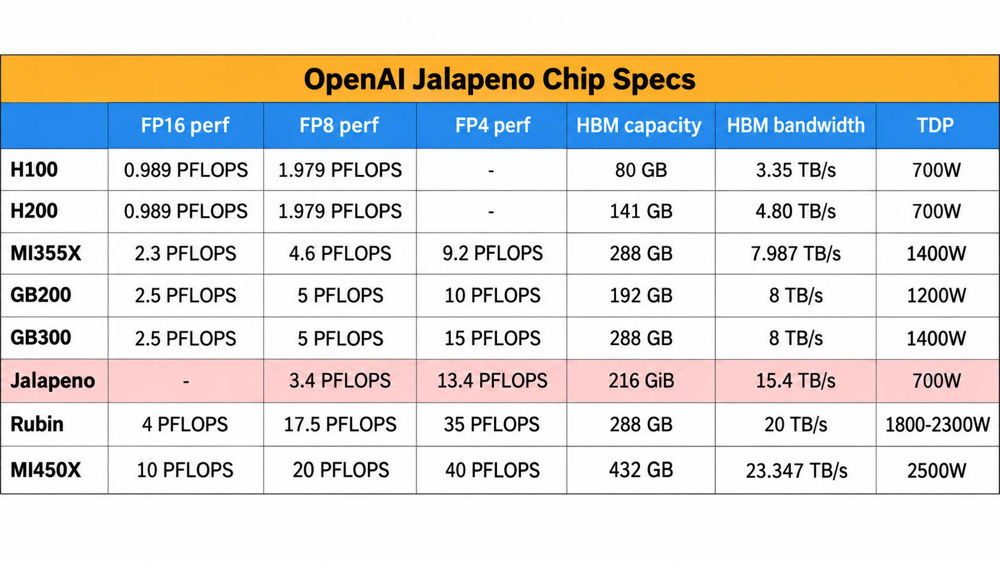 OpenAI Jalapeno Chip Specs
FP16 perf FP8 perf FP4 perf HBM capacity HBM bandwidth TDP
H100 0.989 PFLOPS 1.979 PFLOPS - 80 GB 3.35 TB/s 700W
H200 0.989 PFLOPS 1.979 PFLOPS - 141 GB 4.80 TB/s 700W
MI355X 2.3 PFLOPS 4.6 PFLOPS 9.2 PFLOPS 288 GB 7.987 TB/s 1400W
GB200 2.5 PFLOPS 5 PFLOPS 10 PFLOPS 192 GB 8 TB/s 1200W
GB300 2.5 PFLOPS 5 PFLOPS 15 PFLOPS 288 GB 8 TB/s 1400W
Jalapeno - 3.4 PFLOPS 13.4 PFLOPS 216 GiB 15.4 TB/s 700W
Rubin 4 PFLOPS 17.5 PFLOPS 35 PFLOPS 288 GB 20 TB/s 1800-2300W
MI450X 10 PFLOPS 20 PFLOPS 40 PFLOPS 432 GB 23.347 TB/s 2500W